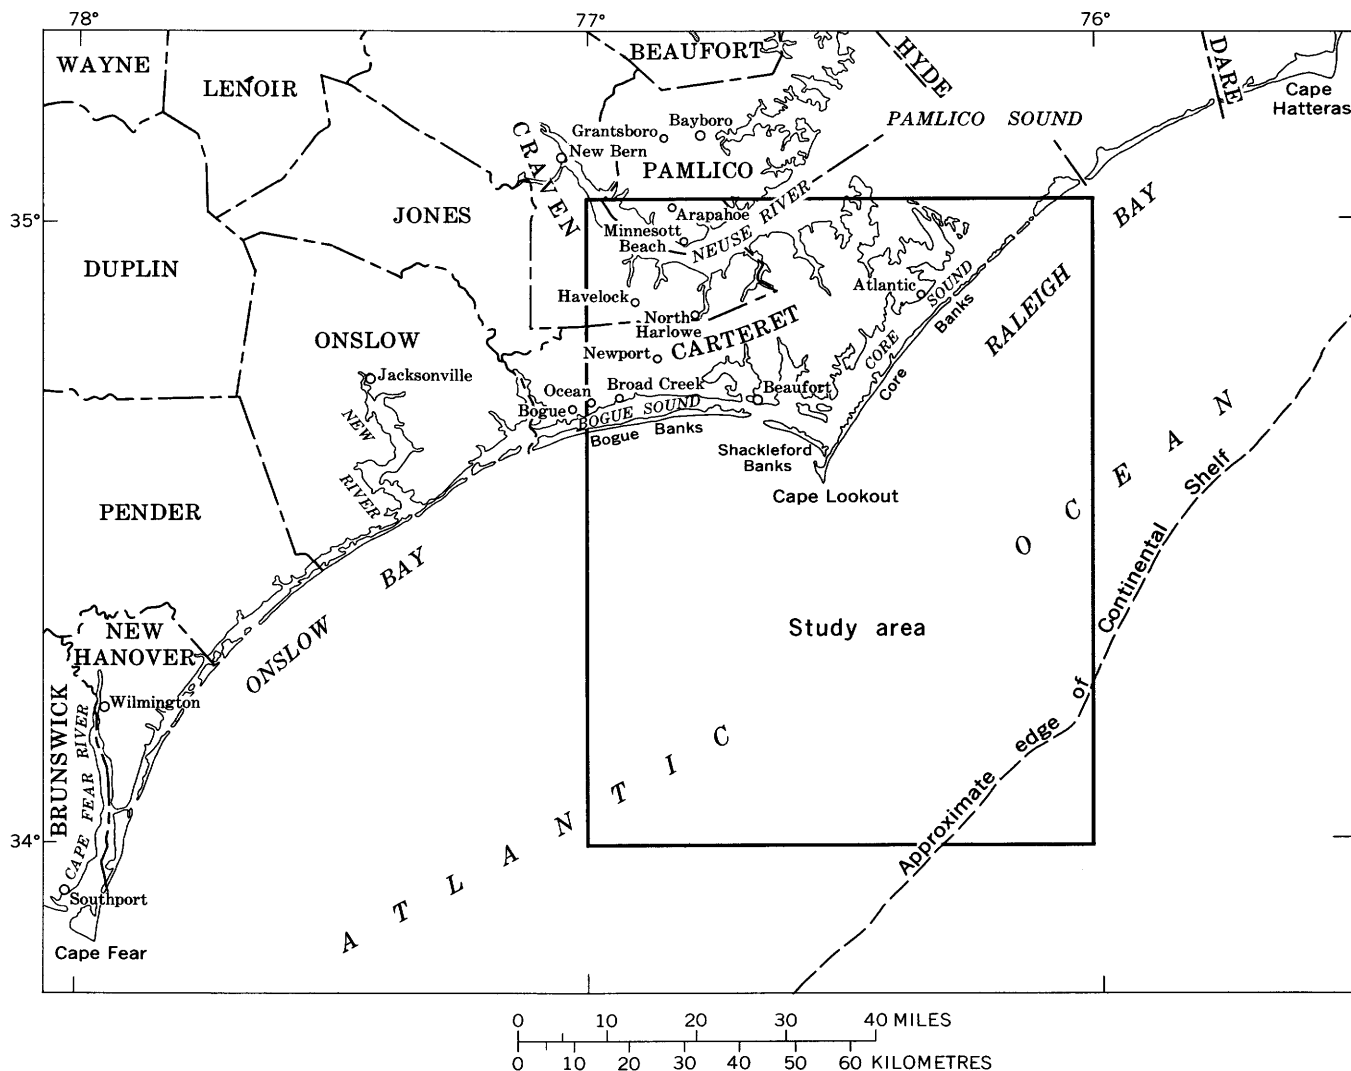 78°
77°
76°
WAYNE
LENOIR
BEAUFORT
HYDE
DARE
Cape
Hatteras
PAMLICO SOUND
Grantsboro
Bayboro
New Bern
CRAVEN
PAMLICO
JONES
35°
Arapahoe
Minnesott
Beach
NEUSE RIVER
BAY
RALEIGH
DUPLIN
Havelock
North
Harlowe
Atlantic
CORE SOUND
Core Banks
CARTERET
Newport
ONSLOW
Jacksonville
NEW
RIVER
Ocean
Broad Creek
Beaufort
Bogue
BOGUE SOUND
Bogue Banks
Shackleford
Banks
Cape Lookout
PENDER
ONSLOW BAY
ATLANTIC OCEAN
Study area
Approximate edge of Continental Shelf
NEW
HANOVER
BRUNSWICK
Wilmington
CAPE FEAR RIVER
34°
Southport
Cape Fear
0 10 20 30 40 MILES
0 10 20 30 40 50 60 KILOMETRES